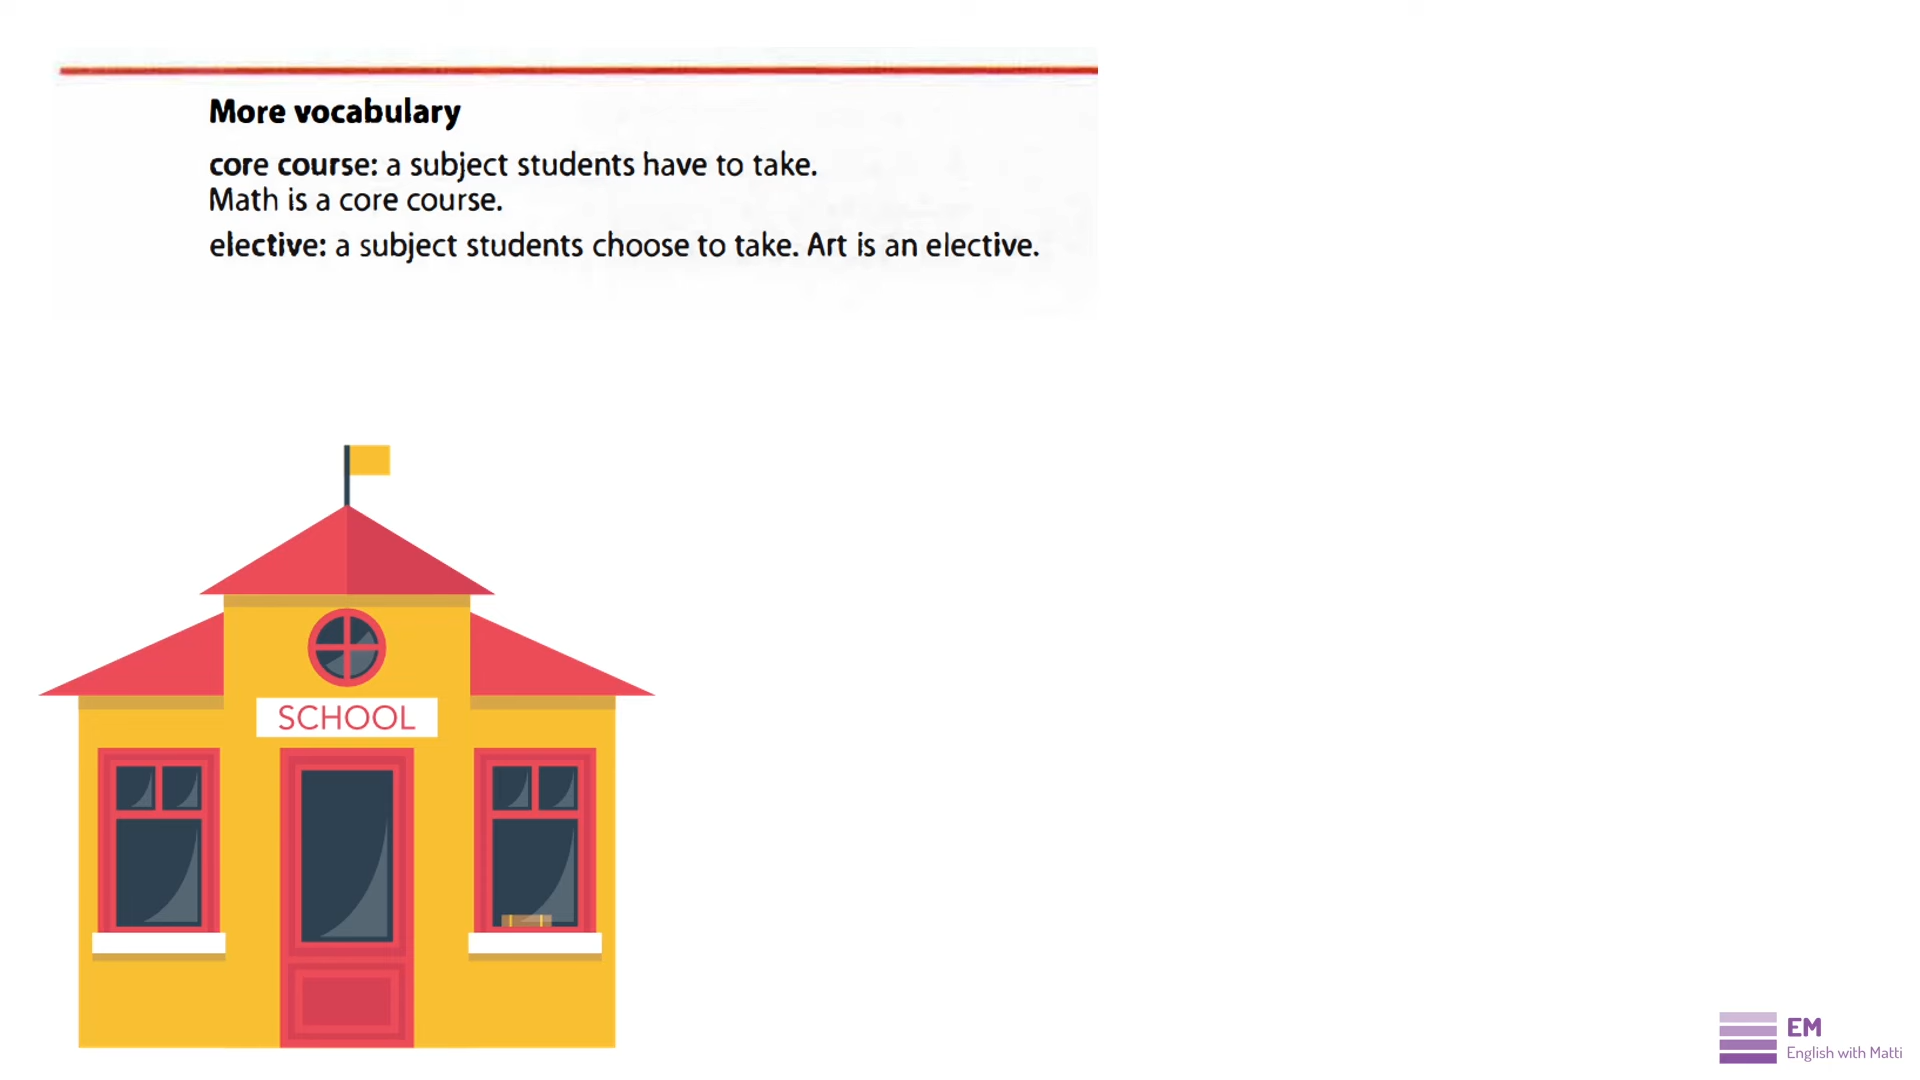 More vocabulary
core course: a subject students have to take.
Math is a core course.
elective: a subject students choose to take. Art is an elective.
SCHOOL
EM
English with Matti